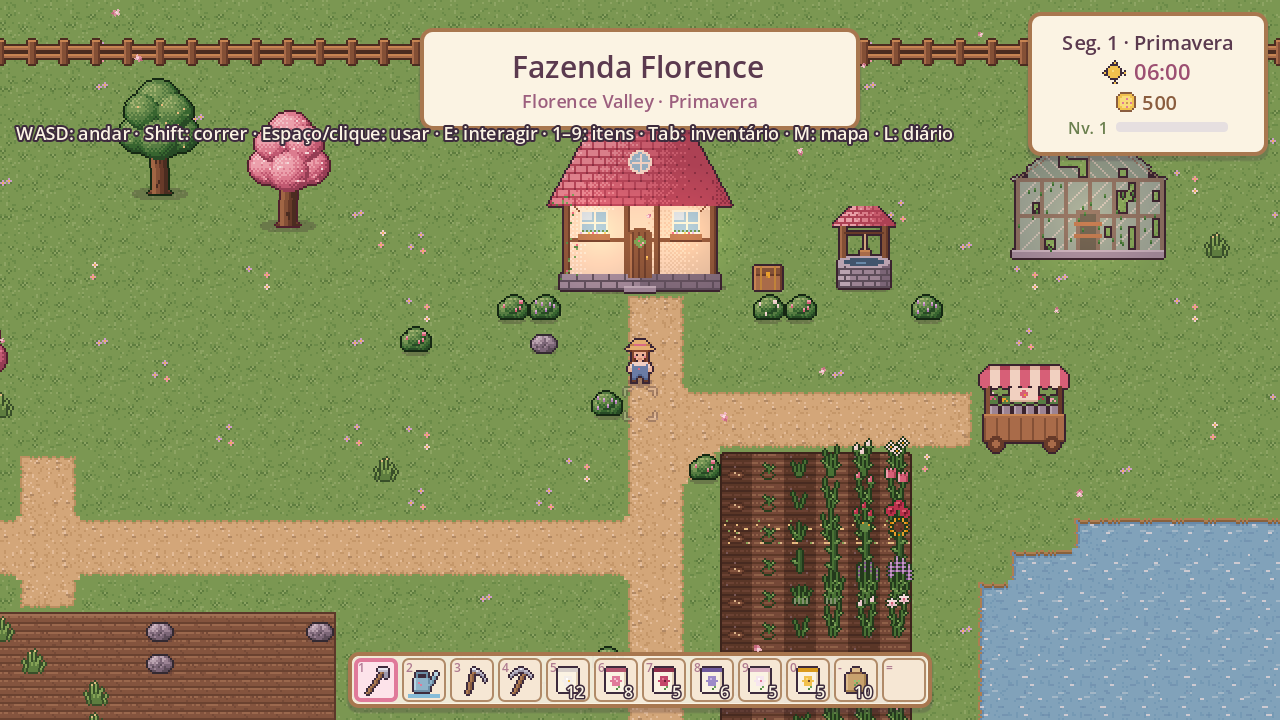 Fazenda Florence
Florence Valley · Primavera
Seg. 1 · Primavera
06:00
500
Nv. 1
WASD: andar · Shift: correr · Espaço/clique: usar · E: interagir · 1–9: itens · Tab: inventário · M: mapa · L: diário
1 2 3 4 5 6 7 8 9 0 - =
12 8 5 6 5 5 10